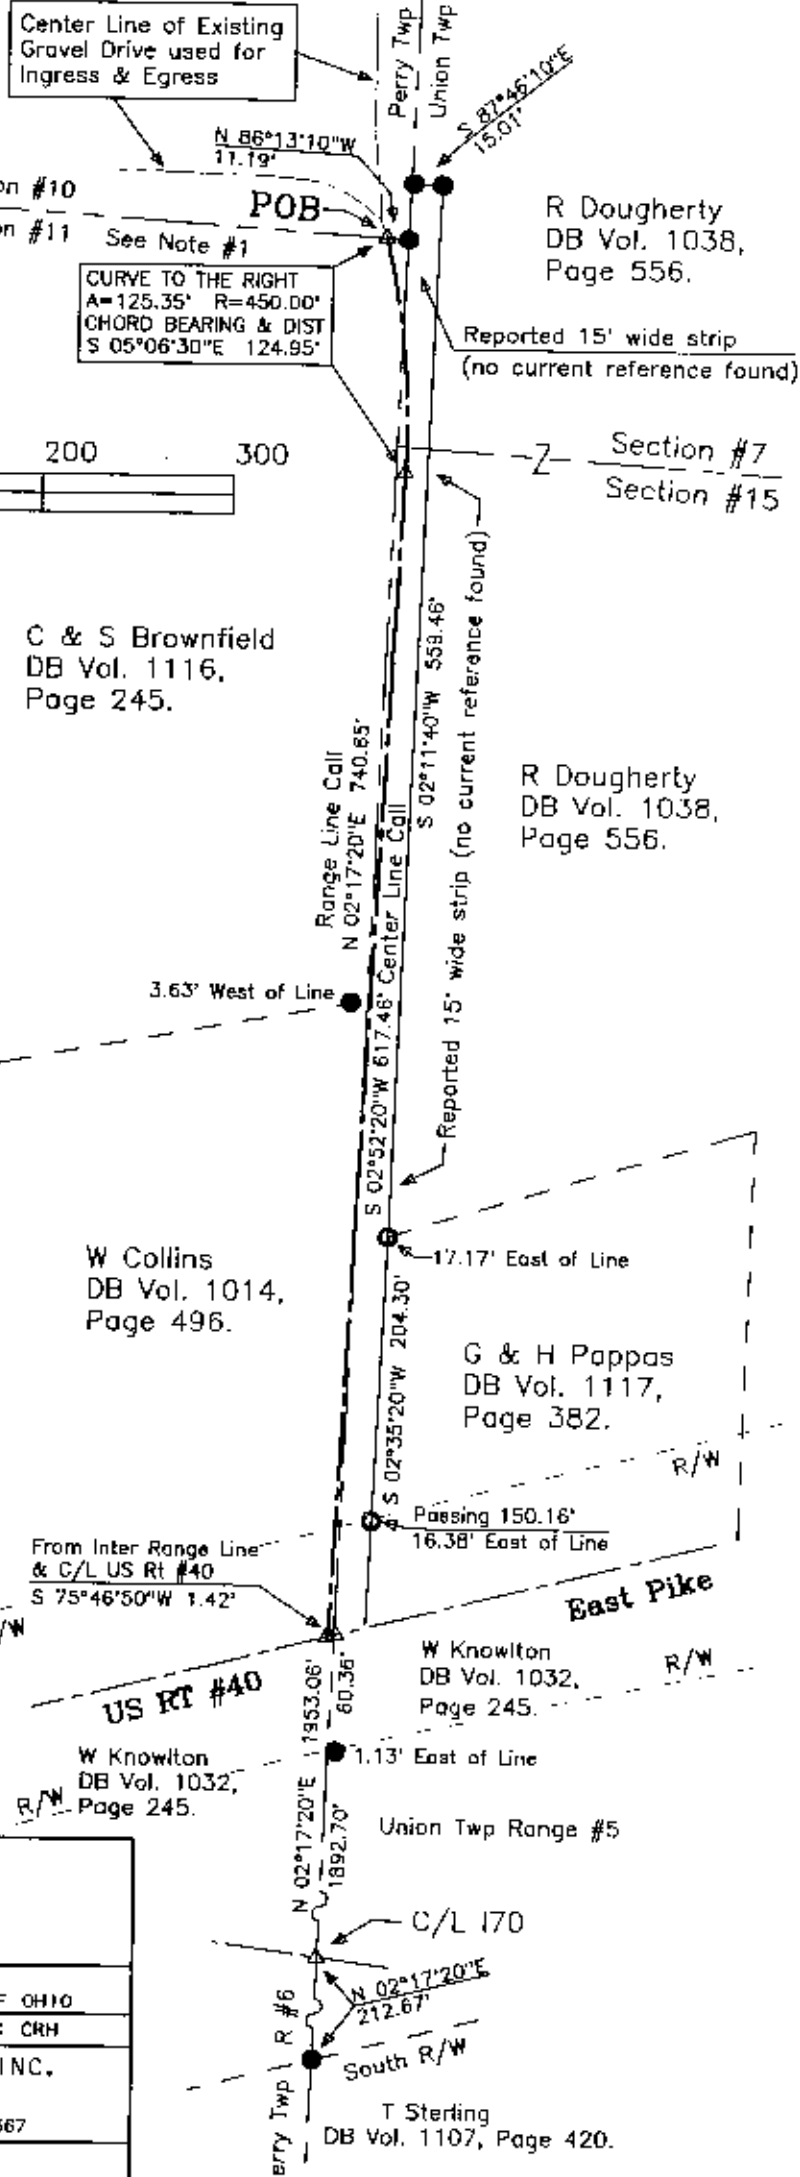 Center Line of Existing
Gravel Drive used for
Ingress & Egress
Perry Twp
Union Twp
S 87°46'10"E
15.01'
N 86°13'10"W
11.19'
on #10
on #11
POB
See Note #1
R Dougherty
DB Vol. 1038,
Page 556.
CURVE TO THE RIGHT
A=125.35' R=450.00'
CHORD BEARING & DIST
S 05°06'30"E 124.95'
Reported 15' wide strip
(no current reference found)
200
300
Section #7
Section #15
C & S Brownfield
DB Vol. 1116,
Page 245.
Range Line Call
N 02°17'20"E 740.65'
S 02°52'20"W 617.46' Center Line Call
S 02°11'40"W 559.46'
Reported 15' wide strip (no current reference found)
R Dougherty
DB Vol. 1038,
Page 556.
3.63' West of Line
17.17' East of Line
W Collins
DB Vol. 1014,
Page 496.
S 02°35'20"W 204.30'
G & H Pappas
DB Vol. 1117,
Page 382.
R/W
Passing 150.16'
16.38' East of Line
From Inter Range Line
& C/L US Rt #40
S 75°46'50"W 1.42'
/W
East Pike
US RT #40
W Knowlton
DB Vol. 1032,
Page 245.
R/W
1953.06'
60.36'
W Knowlton
DB Vol. 1032,
Page 245.
R/W
1.13' East of Line
N 02°17'20"E
1892.70'
Union Twp Range #5
C/L I70
N 02°17'20"E
212.67'
R #6
erry Twp
South R/W
T Sterling
DB Vol. 1107, Page 420.
F OHIO
: CRH
INC.
567